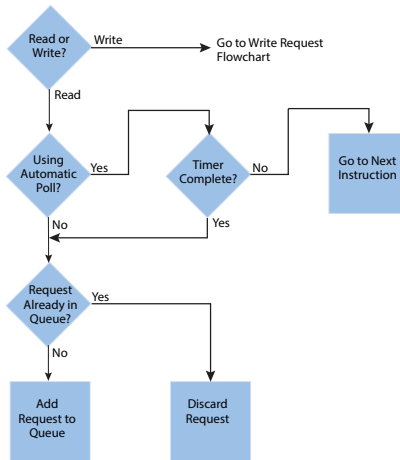 Read or
Write?
Write
Go to Write Request
Flowchart
Read
Using
Automatic
Poll?
Yes
Timer
Complete?
No
Go to Next
Instruction
No
Yes
Request
Already in
Queue?
Yes
No
Add
Request to
Queue
Discard
Request